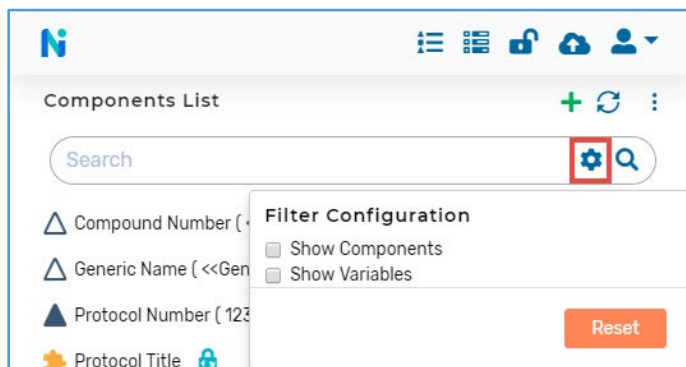 Components List
Search
Compound Number ( <
Generic Name ( <<Gen
Protocol Number ( 123
Protocol Title
Filter Configuration
Show Components
Show Variables
Reset